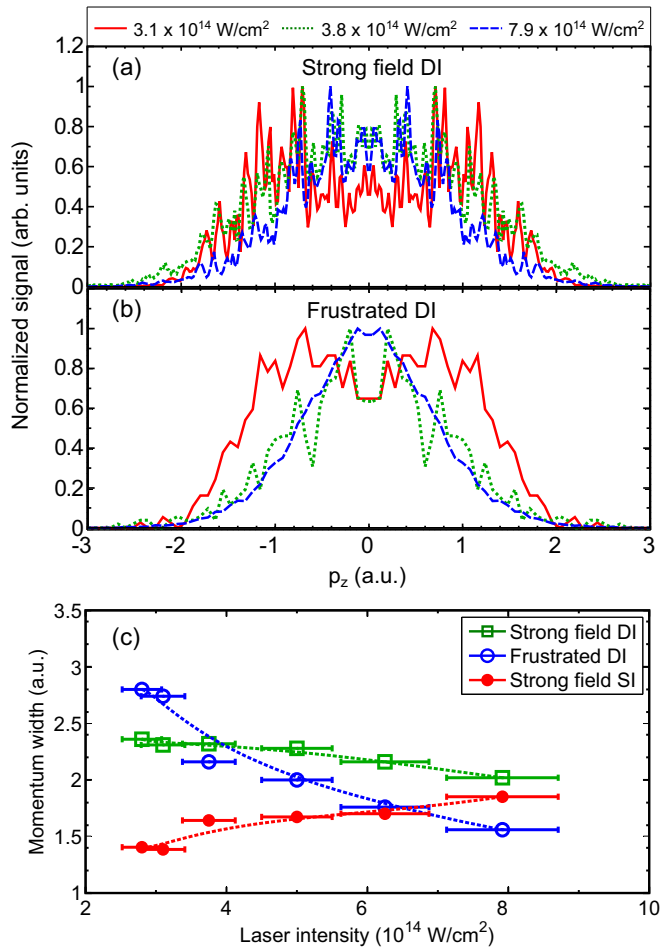 3.1 x 10¹⁴ W/cm² 3.8 x 10¹⁴ W/cm² 7.9 x 10¹⁴ W/cm²
1.2
(a) Strong field DI
1
0.8
0.6
0.4
0.2
0
Normalized signal (arb. units)
(b) Frustrated DI
1
0.8
0.6
0.4
0.2
0
-3 -2 -1 0 1 2 3
p_z (a.u.)
3.5
(c)
Strong field DI
Frustrated DI
Strong field SI
3
2.5
2
1.5
1
Momentum width (a.u.)
2 4 6 8 10
Laser intensity (10¹⁴ W/cm²)